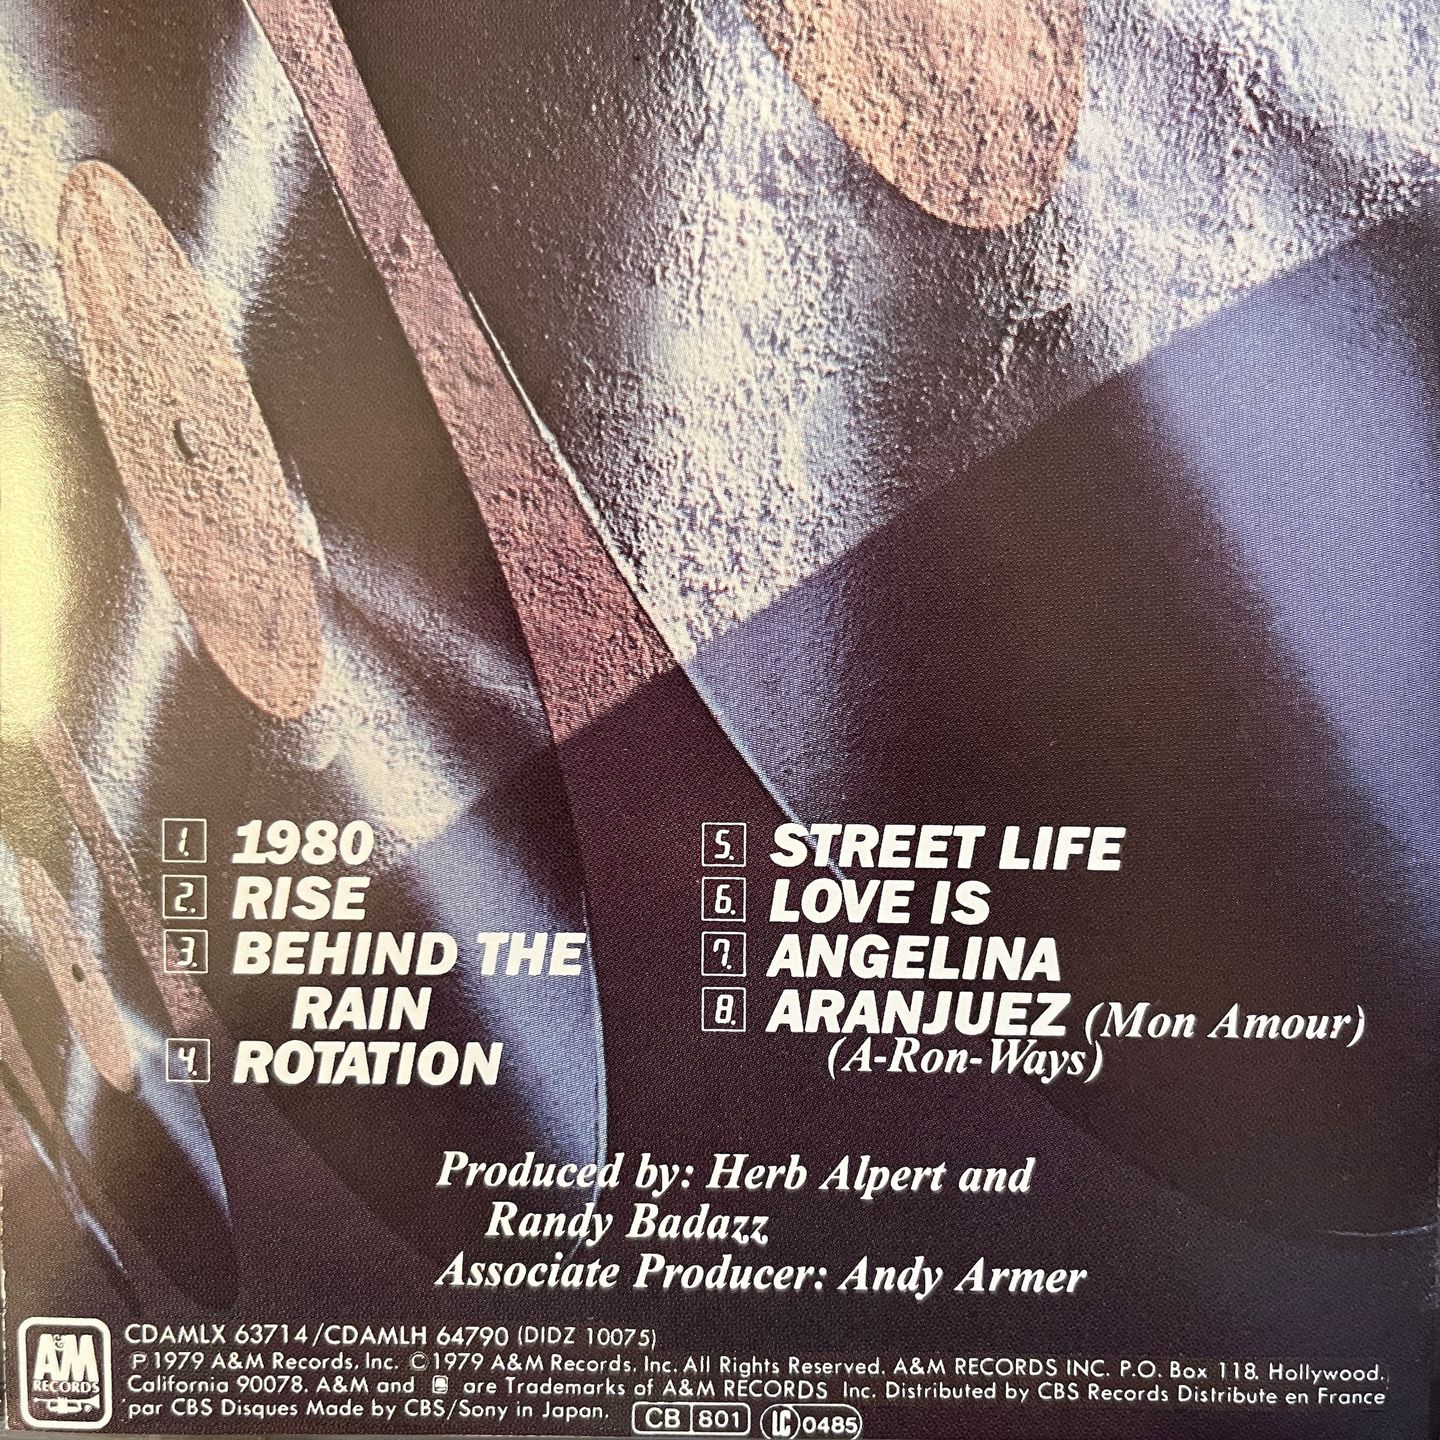 1. 1980
2. RISE
3. BEHIND THE
RAIN
4. ROTATION
5. STREET LIFE
6. LOVE IS
7. ANGELINA
8. ARANJUEZ (Mon Amour)
(A-Ron-Ways)
Produced by: Herb Alpert and
Randy Badazz
Associate Producer: Andy Armer
A&M
RECORDS
CDAMLX 63714/CDAMLH 64790 (DIDZ 10075)
℗ 1979 A&M Records, Inc. © 1979 A&M Records, Inc. All Rights Reserved. A&M RECORDS INC. P.O. Box 118. Hollywood.
California 90078. A&M and are Trademarks of A&M RECORDS Inc. Distributed by CBS Records Distribute en France
par CBS Disques Made by CBS/Sony in Japan. CB 801 LC 0485